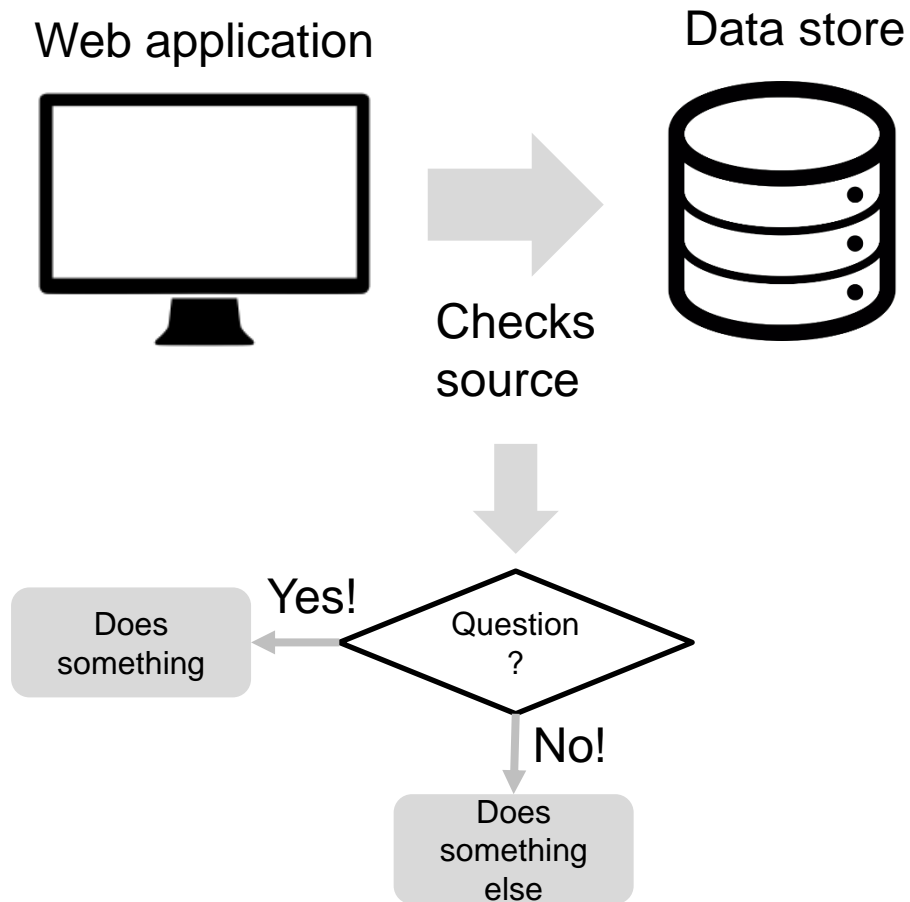 Web application
Data store
Checks
source
Yes!
Question
?
Does
something
No!
Does
something
else